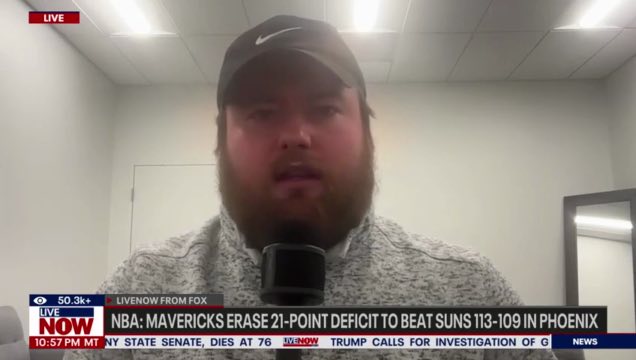 LIVE
50.3k+
LIVENOW FROM FOX
LIVE
NOW
NBA: MAVERICKS ERASE 21-POINT DEFICIT TO BEAT SUNS 113-109 IN PHOENIX
10:57 PM MT
NY STATE SENATE, DIES AT 76 LIVENOW TRUMP CALLS FOR INVESTIGATION OF G
NEWS